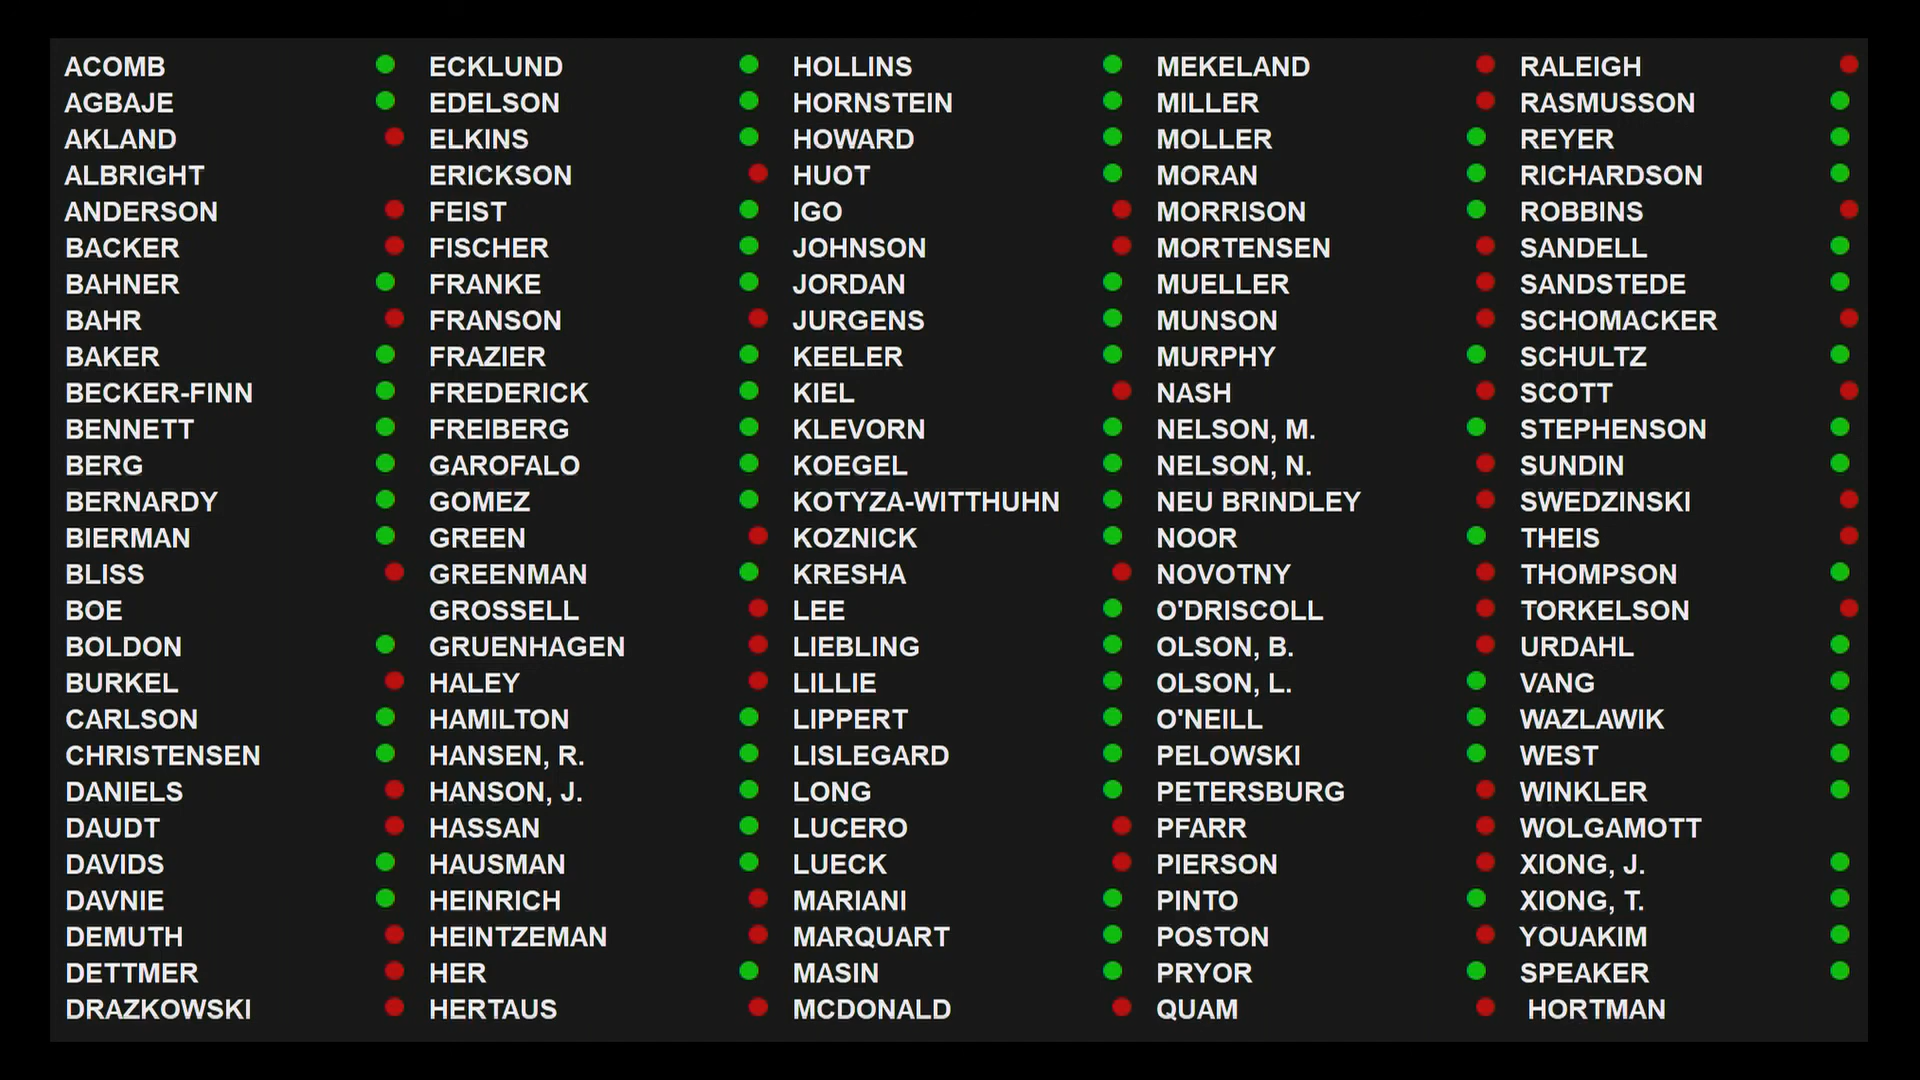 ACOMB
AGBAJE
AKLAND
ALBRIGHT
ANDERSON
BACKER
BAHNER
BAHR
BAKER
BECKER-FINN
BENNETT
BERG
BERNARDY
BIERMAN
BLISS
BOE
BOLDON
BURKEL
CARLSON
CHRISTENSEN
DANIELS
DAUDT
DAVIDS
DAVNIE
DEMUTH
DETTMER
DRAZKOWSKI
ECKLUND
EDELSON
ELKINS
ERICKSON
FEIST
FISCHER
FRANKE
FRANSON
FRAZIER
FREDERICK
FREIBERG
GAROFALO
GOMEZ
GREEN
GREENMAN
GROSSELL
GRUENHAGEN
HALEY
HAMILTON
HANSEN, R.
HANSON, J.
HASSAN
HAUSMAN
HEINRICH
HEINTZEMAN
HER
HERTAUS
HOLLINS
HORNSTEIN
HOWARD
HUOT
IGO
JOHNSON
JORDAN
JURGENS
KEELER
KIEL
KLEVORN
KOEGEL
KOTYZA-WITTHUHN
KOZNICK
KRESHA
LEE
LIEBLING
LILLIE
LIPPERT
LISLEGARD
LONG
LUCERO
LUECK
MARIANI
MARQUART
MASIN
MCDONALD
MEKELAND
MILLER
MOLLER
MORAN
MORRISON
MORTENSEN
MUELLER
MUNSON
MURPHY
NASH
NELSON, M.
NELSON, N.
NEU BRINDLEY
NOOR
NOVOTNY
O'DRISCOLL
OLSON, B.
OLSON, L.
O'NEILL
PELOWSKI
PETERSBURG
PFARR
PIERSON
PINTO
POSTON
PRYOR
QUAM
RALEIGH
RASMUSSON
REYER
RICHARDSON
ROBBINS
SANDELL
SANDSTEDE
SCHOMACKER
SCHULTZ
SCOTT
STEPHENSON
SUNDIN
SWEDZINSKI
THEIS
THOMPSON
TORKELSON
URDAHL
VANG
WAZLAWIK
WEST
WINKLER
WOLGAMOTT
XIONG, J.
XIONG, T.
YOUAKIM
SPEAKER
HORTMAN